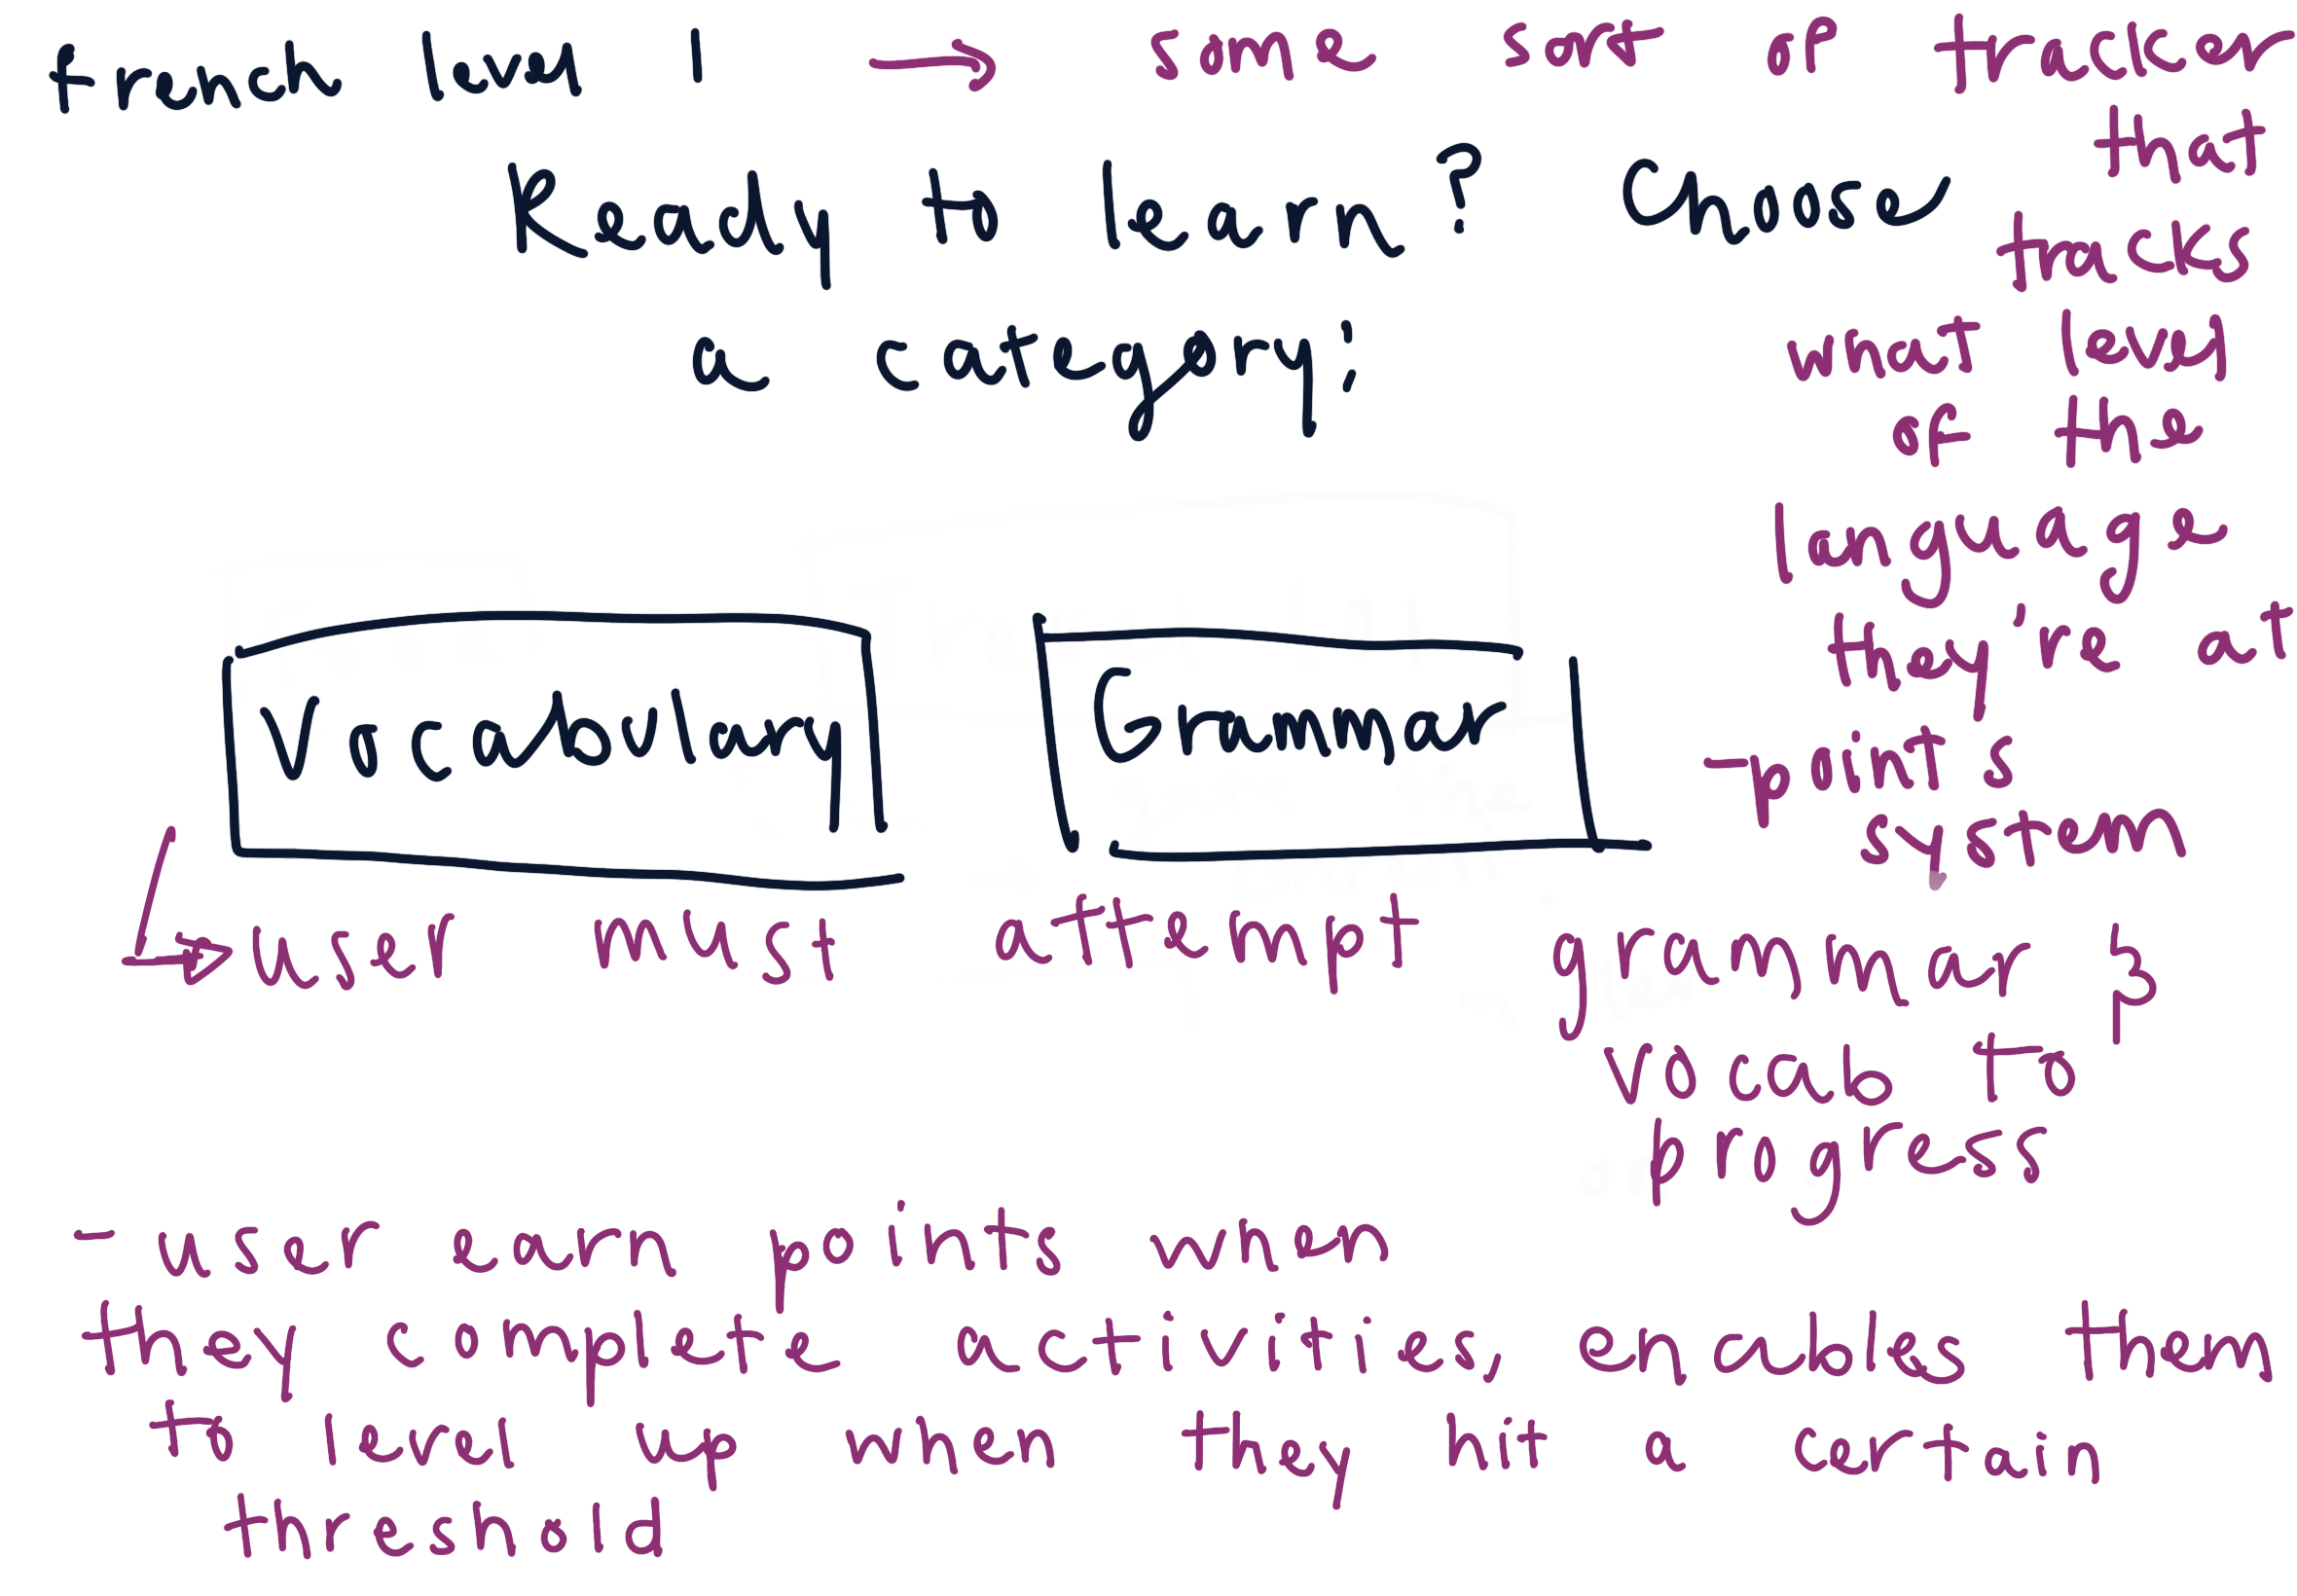 french level 1 → some sort of tracker
that
Ready to learn? Choose
tracks
a category:
what level
of the
language
they're at
Vocabulary Grammar
-points
system
↳ user must attempt grammar &
vocab to
progress
- user earn points when
they complete activities, enables them
to level up when they hit a certain
threshold